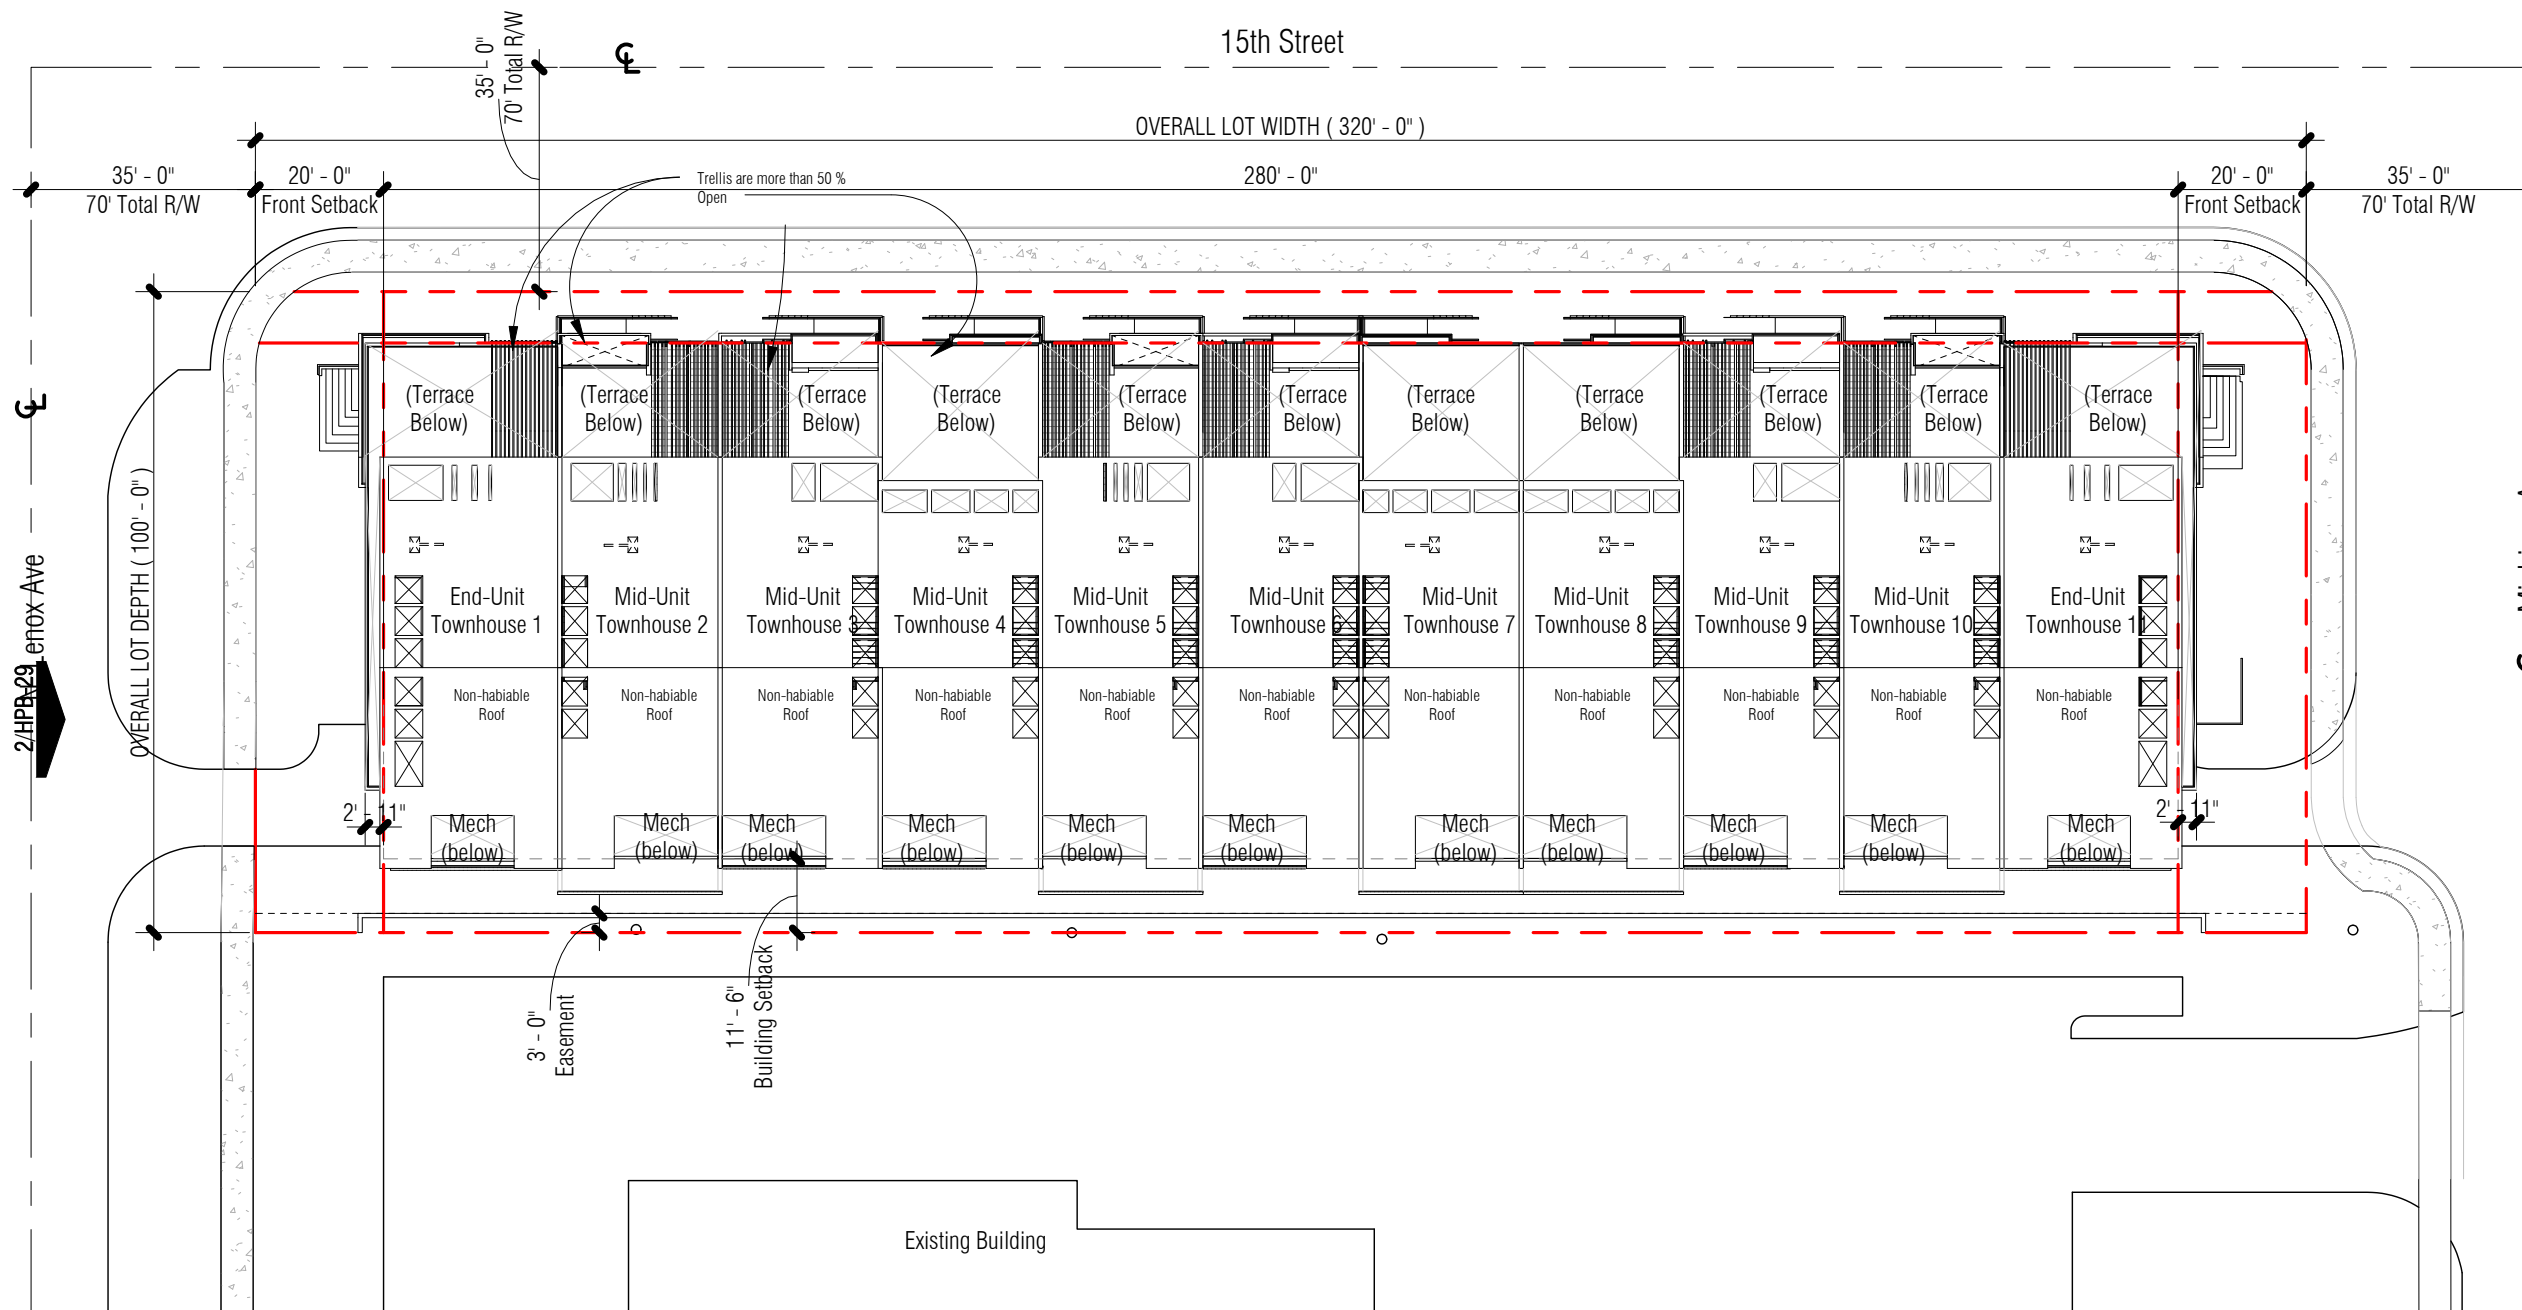 15th Street
35' - 0"
70' Total R/W
OVERALL LOT WIDTH ( 320' - 0" )
35' - 0"
70' Total R/W
20' - 0"
Front Setback
280' - 0"
20' - 0"
Front Setback
35' - 0"
70' Total R/W
Trellis are more than 50 %
Open
(Terrace
Below)
(Terrace
Below)
(Terrace
Below)
(Terrace
Below)
(Terrace
Below)
(Terrace
Below)
(Terrace
Below)
(Terrace
Below)
(Terrace
Below)
(Terrace
Below)
(Terrace
Below)
OVERALL LOT DEPTH ( 100' - 0" )
Lenox Ave
2/HPB-29
End-Unit
Townhouse 1
Mid-Unit
Townhouse 2
Mid-Unit
Townhouse 3
Mid-Unit
Townhouse 4
Mid-Unit
Townhouse 5
Mid-Unit
Townhouse 6
Mid-Unit
Townhouse 7
Mid-Unit
Townhouse 8
Mid-Unit
Townhouse 9
Mid-Unit
Townhouse 10
End-Unit
Townhouse 11
Non-habiable
Roof
Non-habiable
Roof
Non-habiable
Roof
Non-habiable
Roof
Non-habiable
Roof
Non-habiable
Roof
Non-habiable
Roof
Non-habiable
Roof
Non-habiable
Roof
Non-habiable
Roof
Non-habiable
Roof
2' - 11"
2' - 11"
Mech
(below)
Mech
(below)
Mech
(below)
Mech
(below)
Mech
(below)
Mech
(below)
Mech
(below)
Mech
(below)
Mech
(below)
Mech
(below)
Mech
(below)
3' - 0"
Easement
11' - 6"
Building Setback
Existing Building